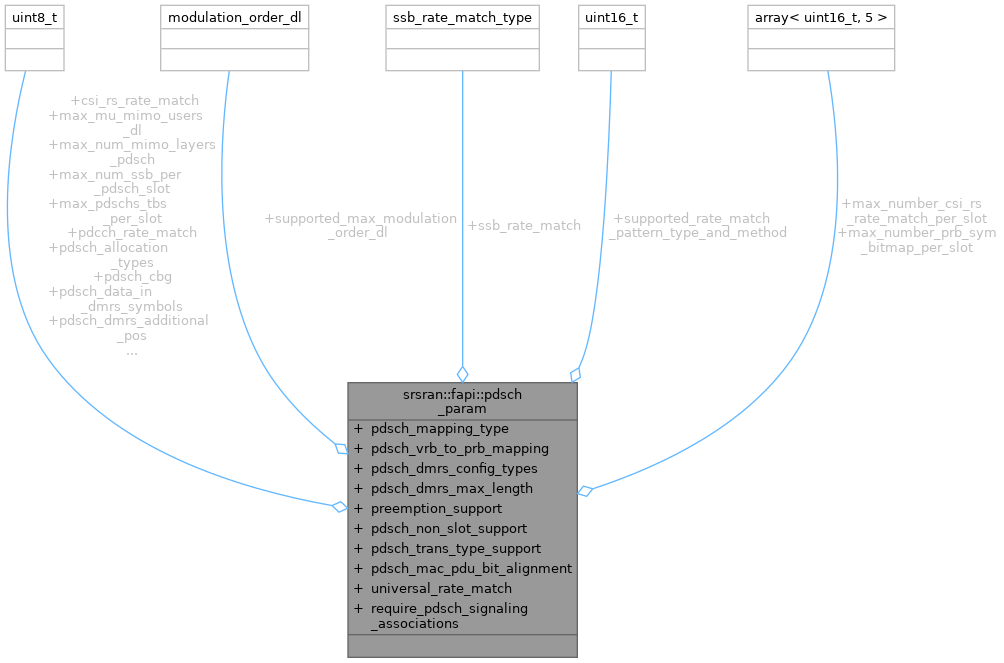 uint8_t
modulation_order_dl
ssb_rate_match_type
uint16_t
array< uint16_t, 5 >
+csi_rs_rate_match
+max_mu_mimo_users
_dl
+max_num_mimo_layers
_pdsch
+max_num_ssb_per
_pdsch_slot
+max_pdschs_tbs
_per_slot
+pdcch_rate_match
+pdsch_allocation
_types
+pdsch_cbg
+pdsch_data_in
_dmrs_symbols
+pdsch_dmrs_additional
_pos
...
+supported_max_modulation
_order_dl
+ssb_rate_match
+supported_rate_match
_pattern_type_and_method
+max_number_csi_rs
_rate_match_per_slot
+max_number_prb_sym
_bitmap_per_slot
srsran::fapi::pdsch
_param
+ pdsch_mapping_type
+ pdsch_vrb_to_prb_mapping
+ pdsch_dmrs_config_types
+ pdsch_dmrs_max_length
+ preemption_support
+ pdsch_non_slot_support
+ pdsch_trans_type_support
+ pdsch_mac_pdu_bit_alignment
+ universal_rate_match
+ require_pdsch_signaling
_associations